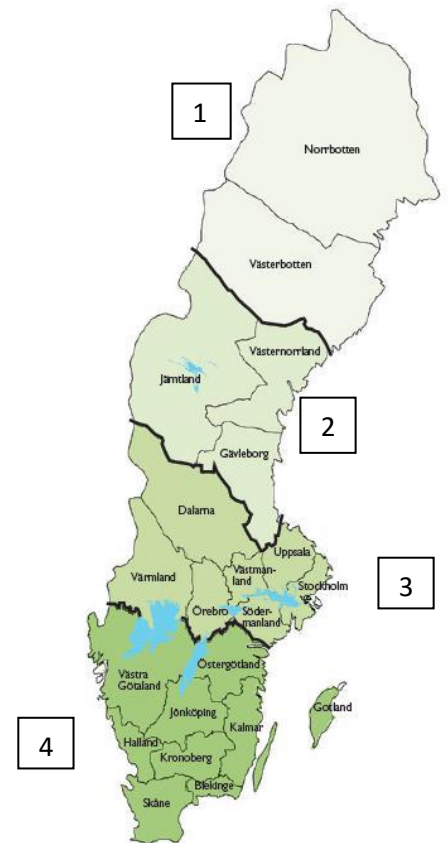 1
Norrbotten
Västerbotten
Västernorrland
Jämtland
2
Gävleborg
Dalarna
Uppsala
Värmland
Västman-
land
Stockholm
3
Örebro
Söder-
manland
Östergötland
Västra
Götaland
Gotland
Jönköping
Kalmar
Halland
4
Kronoberg
Blekinge
Skåne